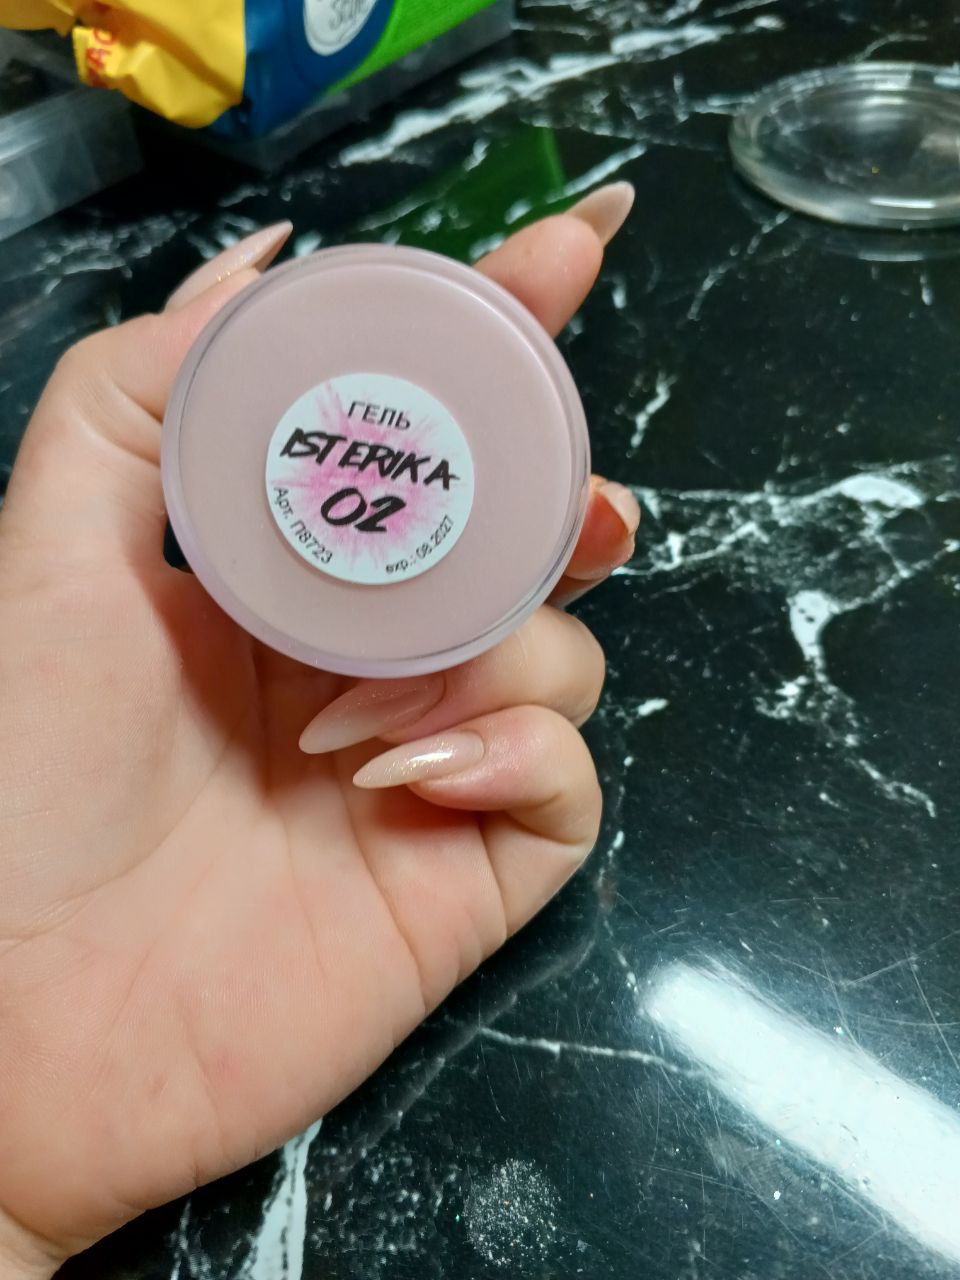 ГЕЛЬ
ISTERIKA
02
Арт. П8723
exp.: 08.2027